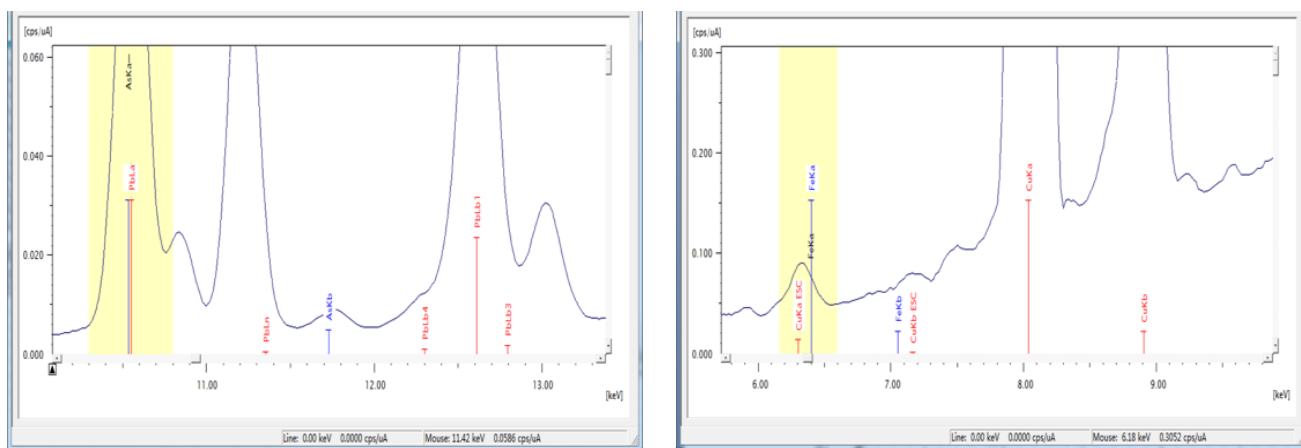 [cps/uA]
0.060
0.040
0.020
0.000
AsKa
PbLa
PbLn
AsKb
PbLb4
PbLb1
PbLb3
11.00
12.00
13.00
[keV]
Line: 0.00 keV 0.0000 cps/uA
Mouse: 11.42 keV 0.0586 cps/uA
[cps/uA]
0.300
0.200
0.100
0.000
CuKa ESC
FeKa
FeKa
FeKb
CuKb ESC
CuKa
CuKb
6.00
7.00
8.00
9.00
[keV]
Line: 0.00 keV 0.0000 cps/uA
Mouse: 6.18 keV 0.3052 cps/uA